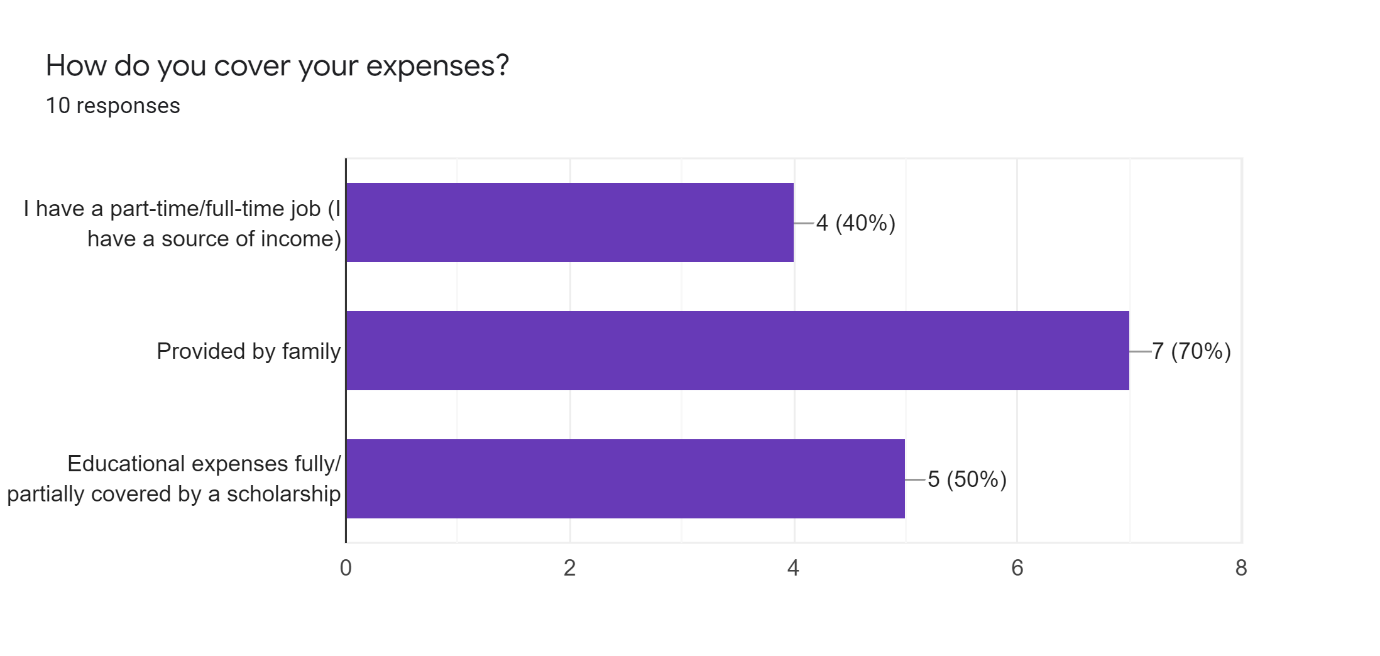 How do you cover your expenses?
10 responses
I have a part-time/full-time job (I
have a source of income)
4 (40%)
Provided by family
7 (70%)
Educational expenses fully/
partially covered by a scholarship
5 (50%)
0 2 4 6 8